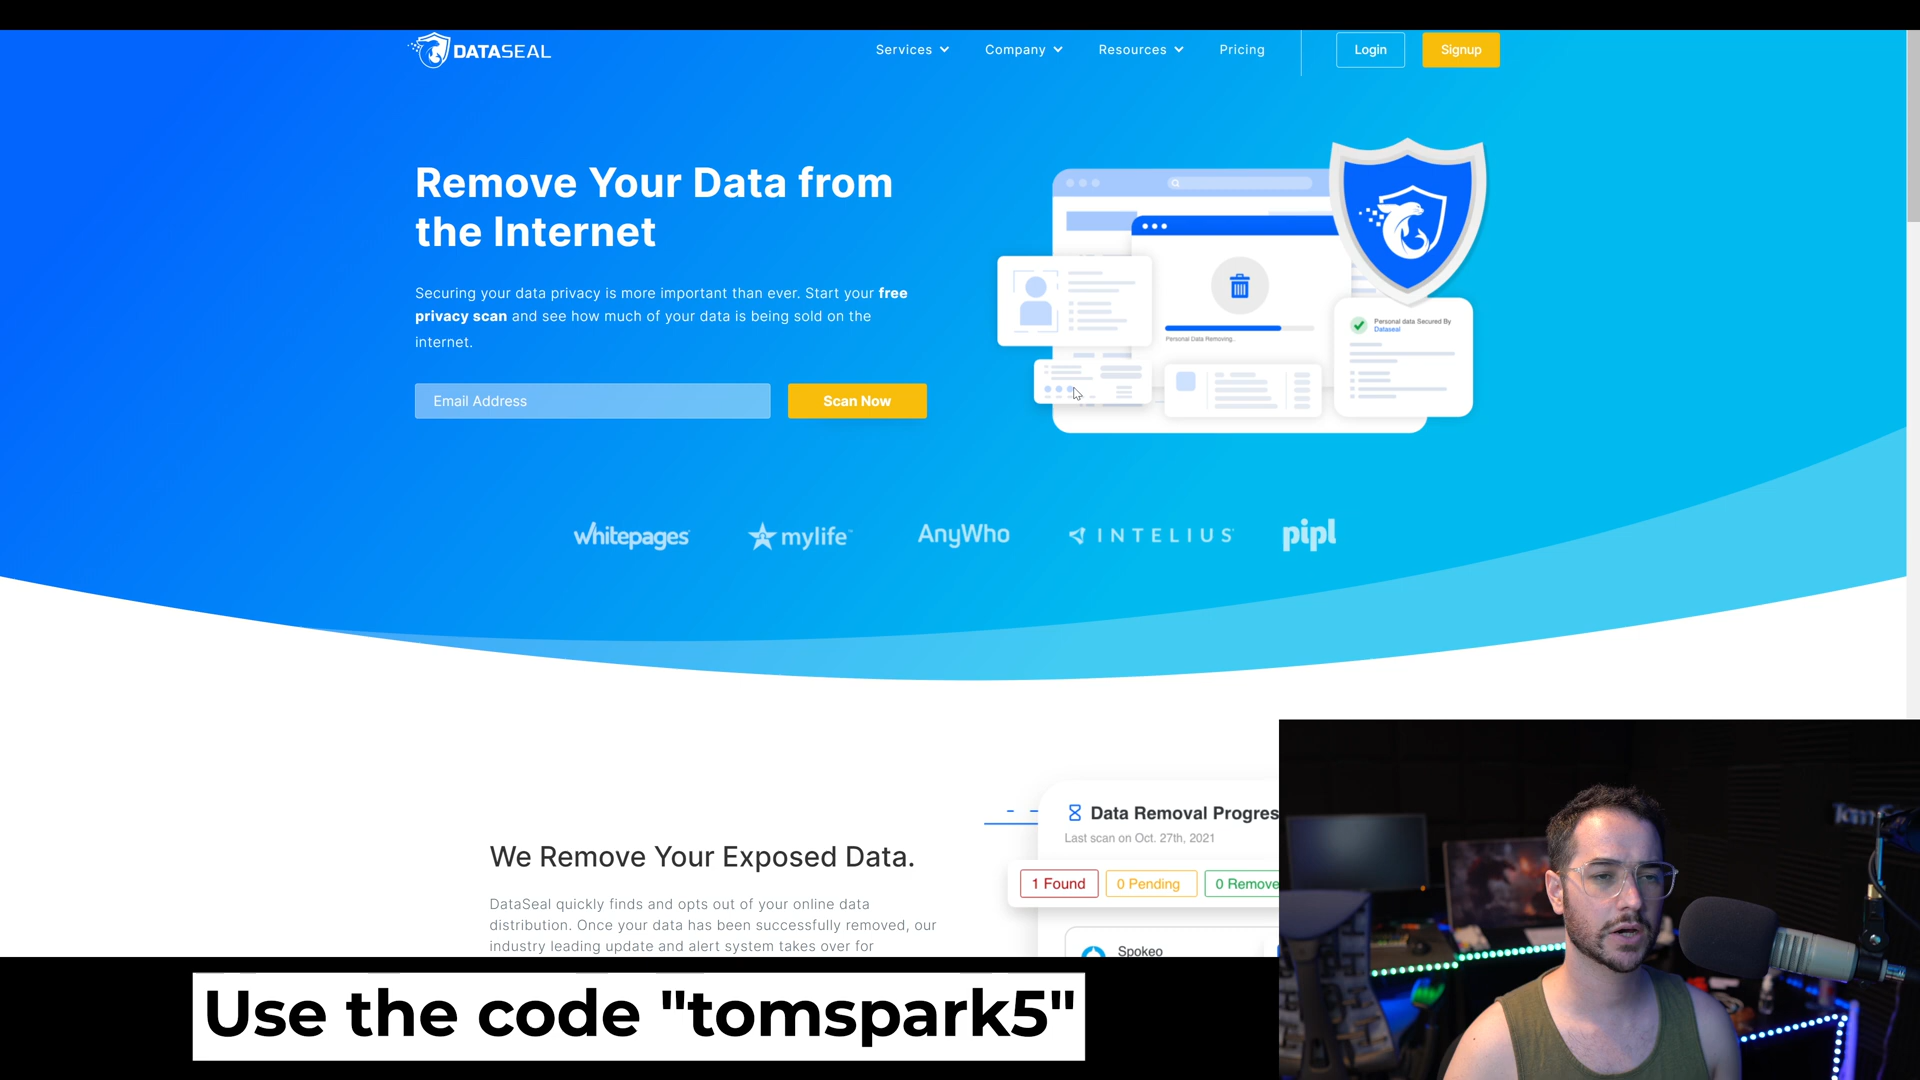 DATASEAL
Services
Company
Resources
Pricing
Login
Signup
Remove Your Data from
the Internet
Securing your data privacy is more important than ever. Start your free
privacy scan and see how much of your data is being sold on the
internet.
Email Address
Scan Now
Personal Data Removing..
Personal data Secured By
Dataseal
whitepages
mylife™
AnyWho
INTELIUS
pipl
We Remove Your Exposed Data.
DataSeal quickly finds and opts out of your online data
distribution. Once your data has been successfully removed, our
industry leading update and alert system takes over for
Data Removal Progres
Last scan on Oct. 27th, 2021
1 Found
0 Pending
0 Remove
Spokeo
Use the code "tomspark5"